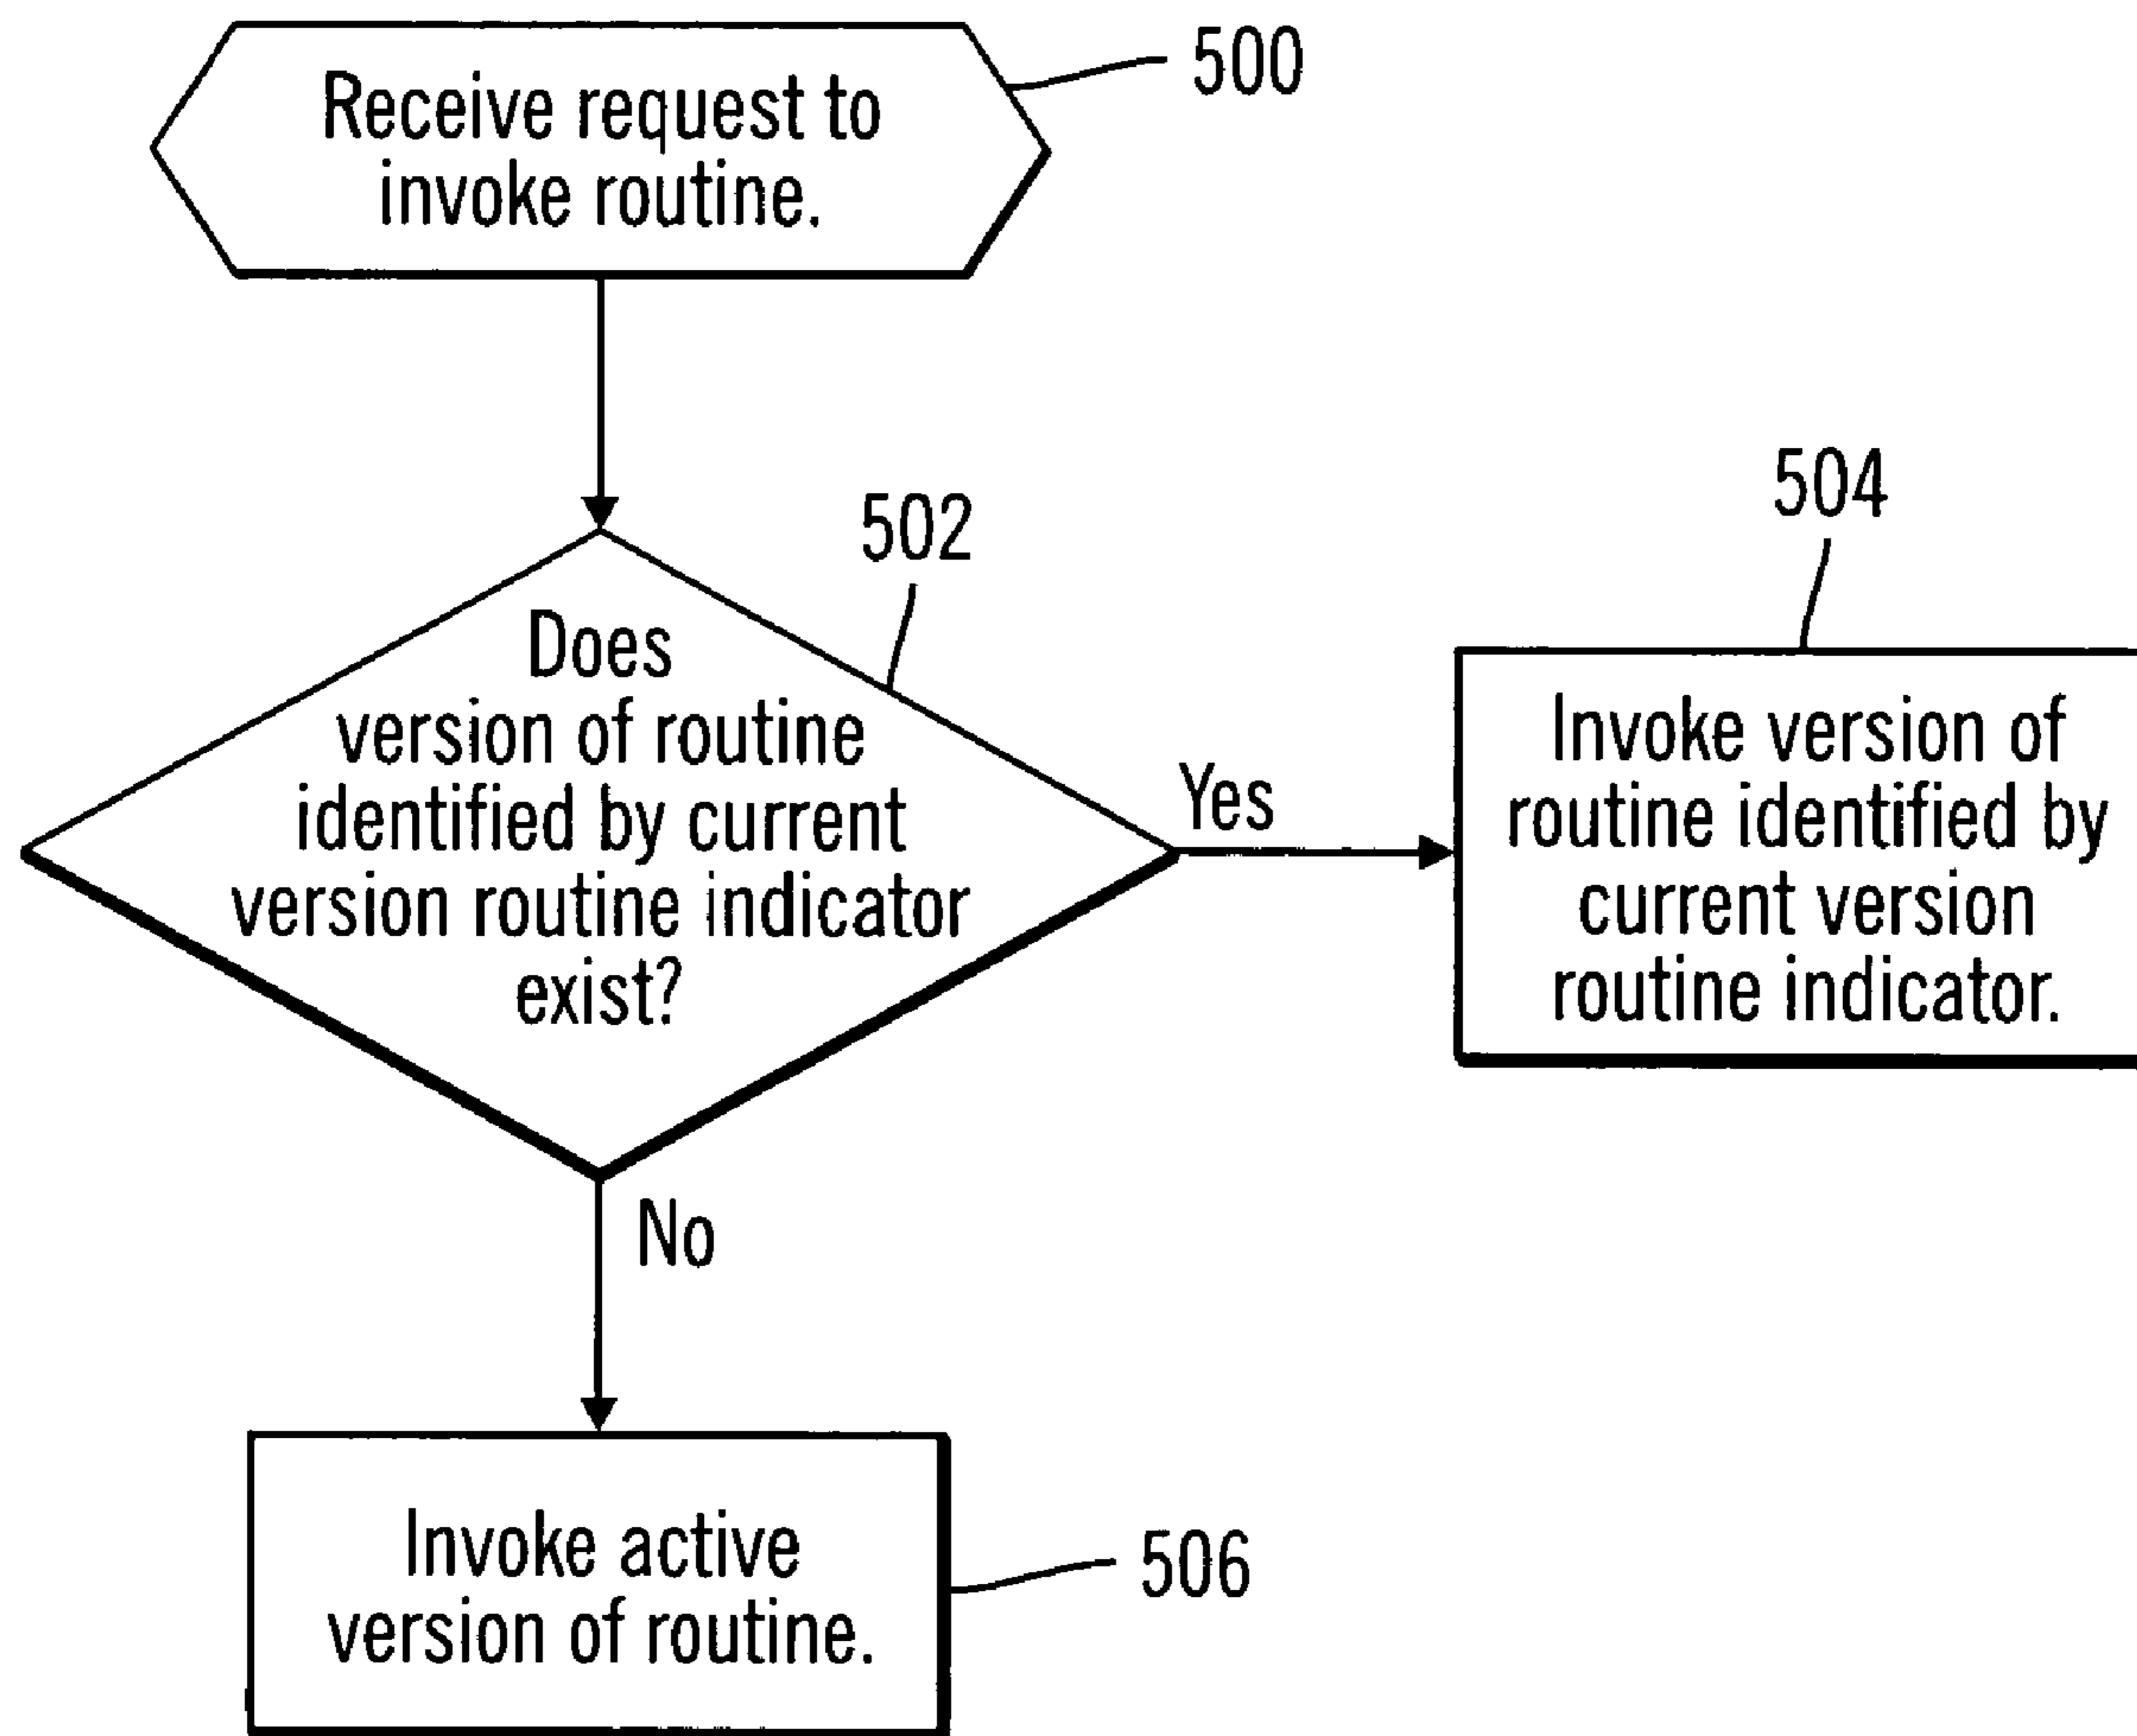 Receive request to
invoke routine.
500
502
Does
version of routine
identified by current
version routine indicator
exist?
Yes
504
Invoke version of
routine identified by
current version
routine indicator.
No
Invoke active
version of routine.
506